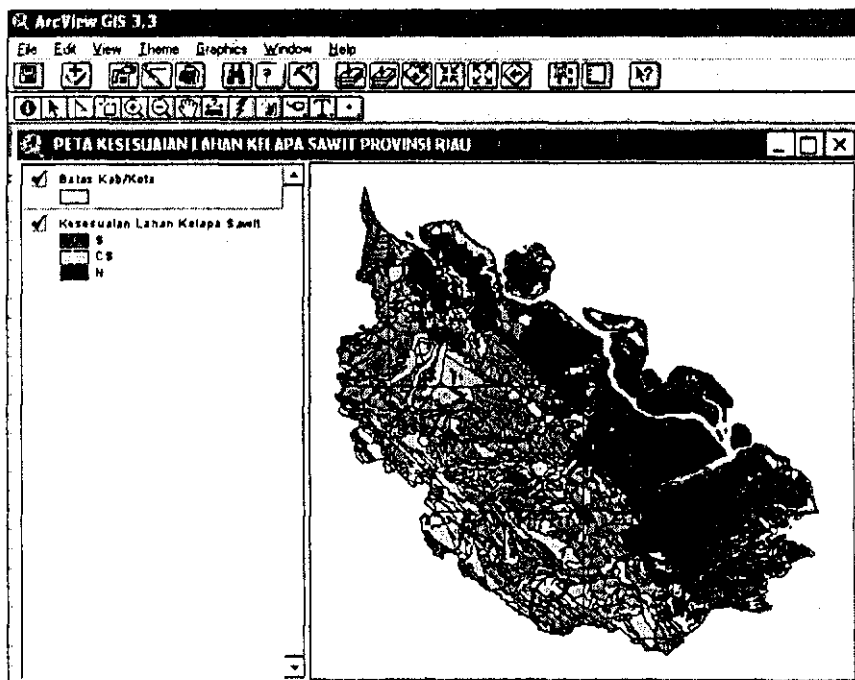 ArcView GIS 3.3
File Edit View Theme Graphics Window Help
PETA KESESUAIAN LAHAN KELAPA SAWIT PROVINSI RIAU
Batas Kab/Kota
Kesesuaian Lahan Kelapa Sawit
S
CS
N